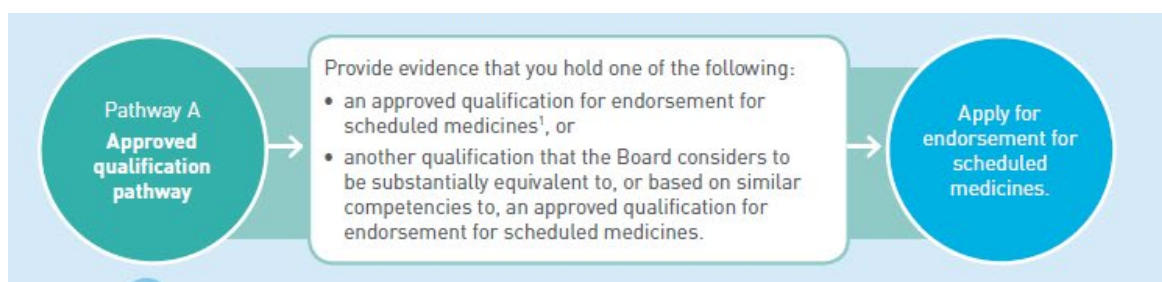 Pathway A
Approved
qualification
pathway
Provide evidence that you hold one of the following:
• an approved qualification for endorsement for
scheduled medicines¹, or
• another qualification that the Board considers to
be substantially equivalent to, or based on similar
competencies to, an approved qualification for
endorsement for scheduled medicines.
Apply for
endorsement for
scheduled
medicines.